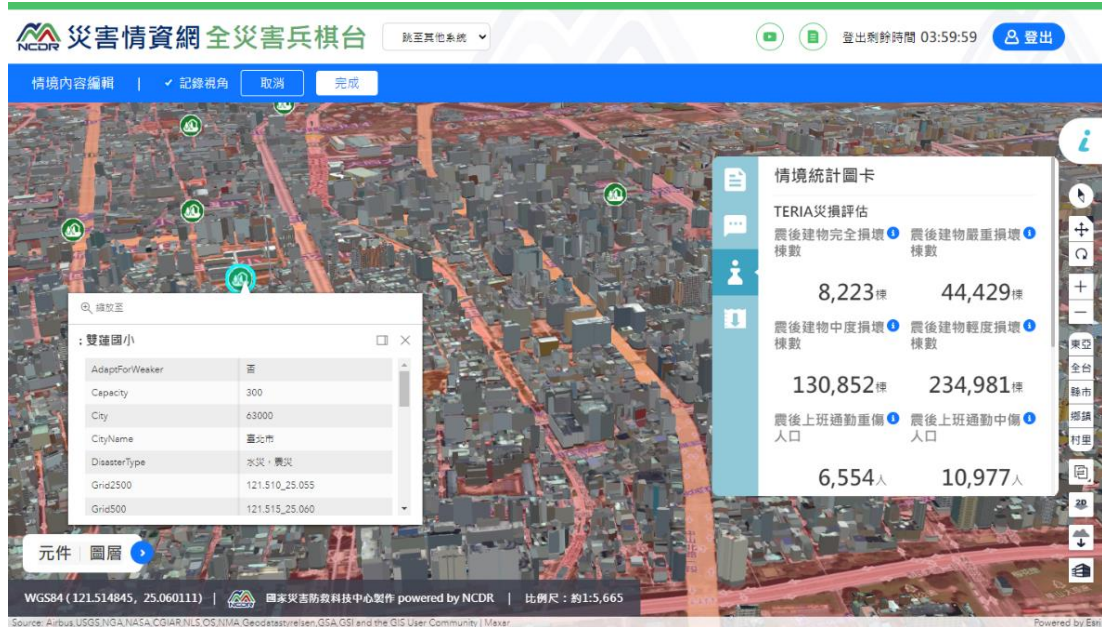 NCDR 災害情資網 全災害兵棋台 跳至其他系統
登出剩餘時間 03:59:59 登出
情境內容編輯 | ✓ 記錄視角 取消 完成
縮放至
: 雙蓮國小
AdaptForWeaker 否
Capacity 300
City 63000
CityName 臺北市
DisasterType 水災，震災
Grid2500 121.510_25.055
Grid500 121.515_25.060
情境統計圖卡
TERIA災損評估
震後建物完全損壞棟數
8,223棟
震後建物嚴重損壞棟數
44,429棟
震後建物中度損壞棟數
130,852棟
震後建物輕度損壞棟數
234,981棟
震後上班通勤重傷人口
6,554人
震後上班通勤中傷人口
10,977人
i
東亞
全台
縣市
鄉鎮
村里
2D
元件 圖層
WGS84 ( 121.514845, 25.060111) | 國家災害防救科技中心製作 powered by NCDR | 比例尺：約1:5,665
Source: Airbus,USGS,NGA,NASA,CGIAR,NLS,OS,NMA,Geodatastyrelsen,GSA,GSI and the GIS User Community | Maxar
Powered by Esri